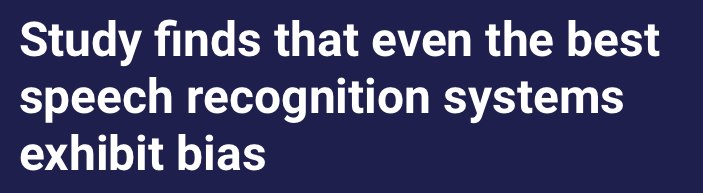 Study finds that even the best
speech recognition systems
exhibit bias